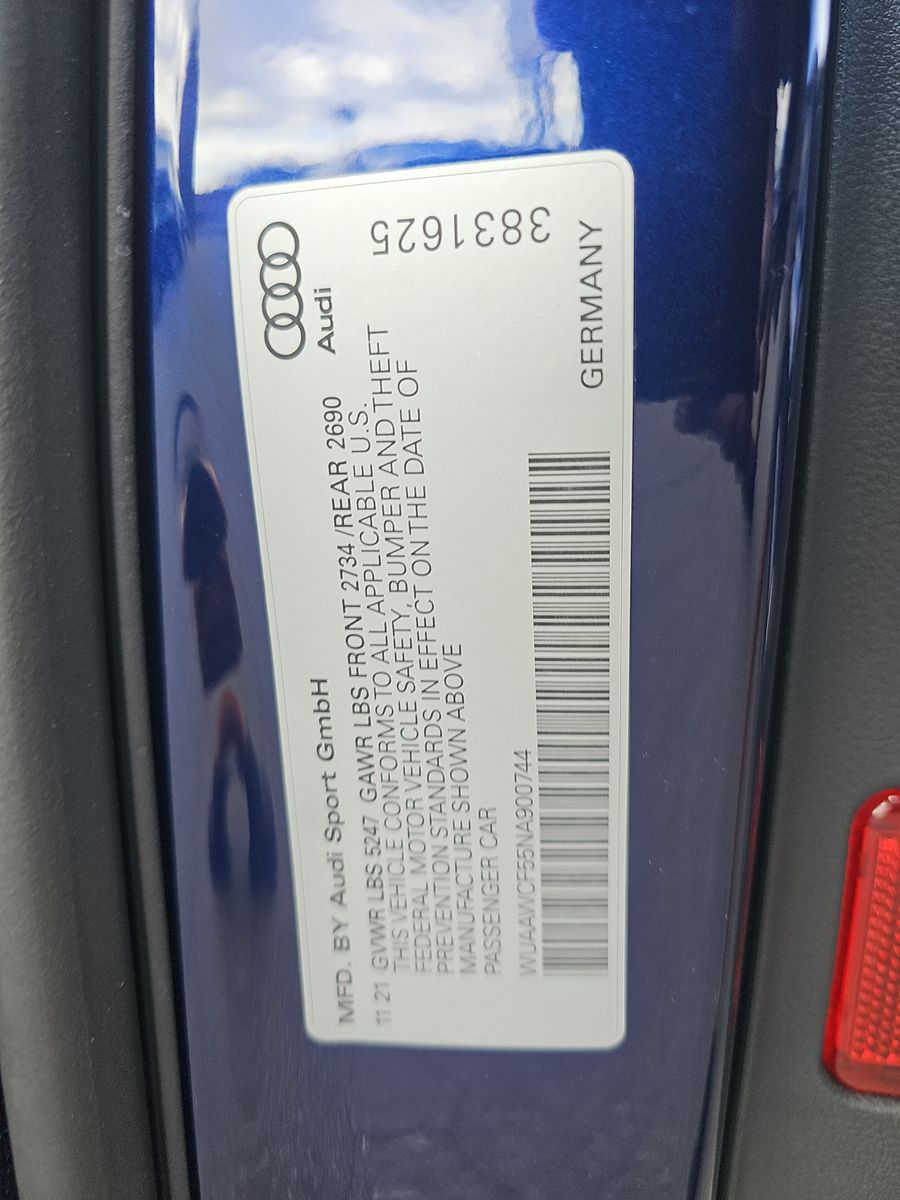 MFD. BY Audi Sport GmbH
11 21 GVWR LBS 5247 GAWR LBS FRONT 2734 /REAR 2690
THIS VEHICLE CONFORMS TO ALL APPLICABLE U.S.
FEDERAL MOTOR VEHICLE SAFETY, BUMPER AND THEFT
PREVENTION STANDARDS IN EFFECT ON THE DATE OF
MANUFACTURE SHOWN ABOVE
PASSENGER CAR
WUAAWCF55NA900744
Audi
3831625
GERMANY